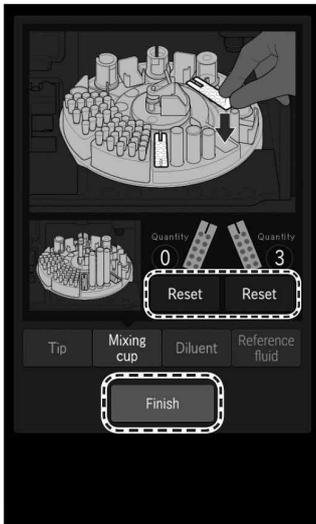 Quantity
Quantity
0
3
Reset
Reset
Tip
Mixing
cup
Diluent
Reference
fluid
Finish